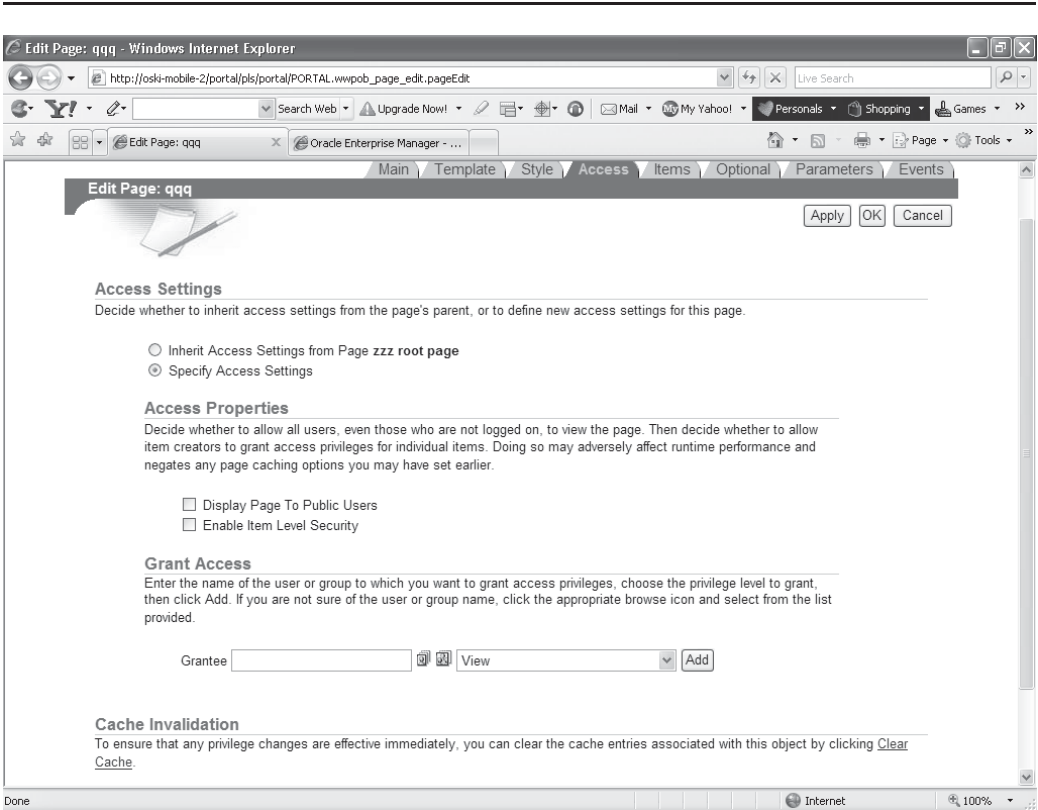 Edit Page: qqq - Windows Internet Explorer
http://oski-mobile-2/portal/pls/portal/PORTAL.wwpob_page_edit.pageEdit
Live Search
Search Web
Upgrade Now!
Mail
My Yahoo!
Personals
Shopping
Games
Edit Page: qqq
Oracle Enterprise Manager - ...
Page
Tools
Main
Template
Style
Access
Items
Optional
Parameters
Events
Edit Page: qqq
Apply
OK
Cancel
Access Settings
Decide whether to inherit access settings from the page's parent, or to define new access settings for this page.
Inherit Access Settings from Page zzz root page
Specify Access Settings
Access Properties
Decide whether to allow all users, even those who are not logged on, to view the page. Then decide whether to allow
item creators to grant access privileges for individual items. Doing so may adversely affect runtime performance and
negates any page caching options you may have set earlier.
Display Page To Public Users
Enable Item Level Security
Grant Access
Enter the name of the user or group to which you want to grant access privileges, choose the privilege level to grant,
then click Add. If you are not sure of the user or group name, click the appropriate browse icon and select from the list
provided.
Grantee
View
Add
Cache Invalidation
To ensure that any privilege changes are effective immediately, you can clear the cache entries associated with this object by clicking Clear
Cache.
Done
Internet
100%